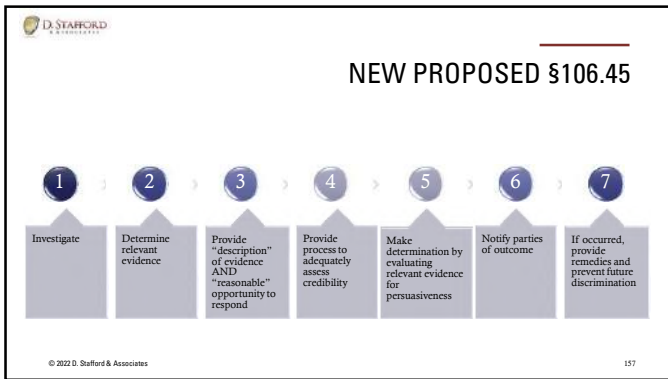 D. STAFFORD
& ASSOCIATES
NEW PROPOSED §106.45
1
2
3
4
5
6
7
Investigate
Determine
relevant
evidence
Provide
“description”
of evidence
AND
“reasonable”
opportunity to
respond
Provide
process to
adequately
assess
credibility
Make
determination by
evaluating
relevant evidence
for
persuasiveness
Notify parties
of outcome
If occurred,
provide
remedies and
prevent future
discrimination
© 2022 D. Stafford & Associates
157